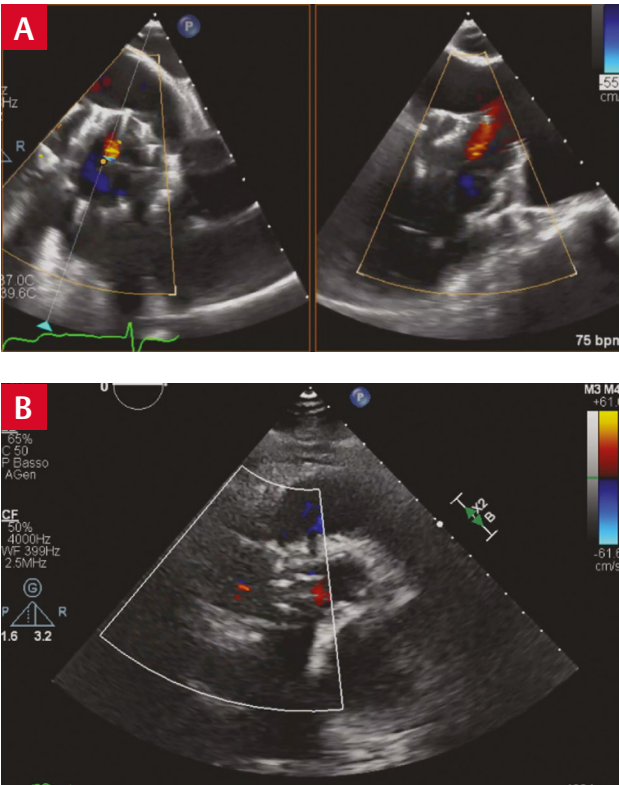 A
P
Hz
R
37.0C
39.6C
-55
cm/
75 bpm
B
0
P
65%
C 50
P Basso
AGen
CF
50%
4000Hz
WF 399Hz
2.5MHz
G
P R
1.6 3.2
X2
B
M3 M4
+61.
-61.6
cm/s